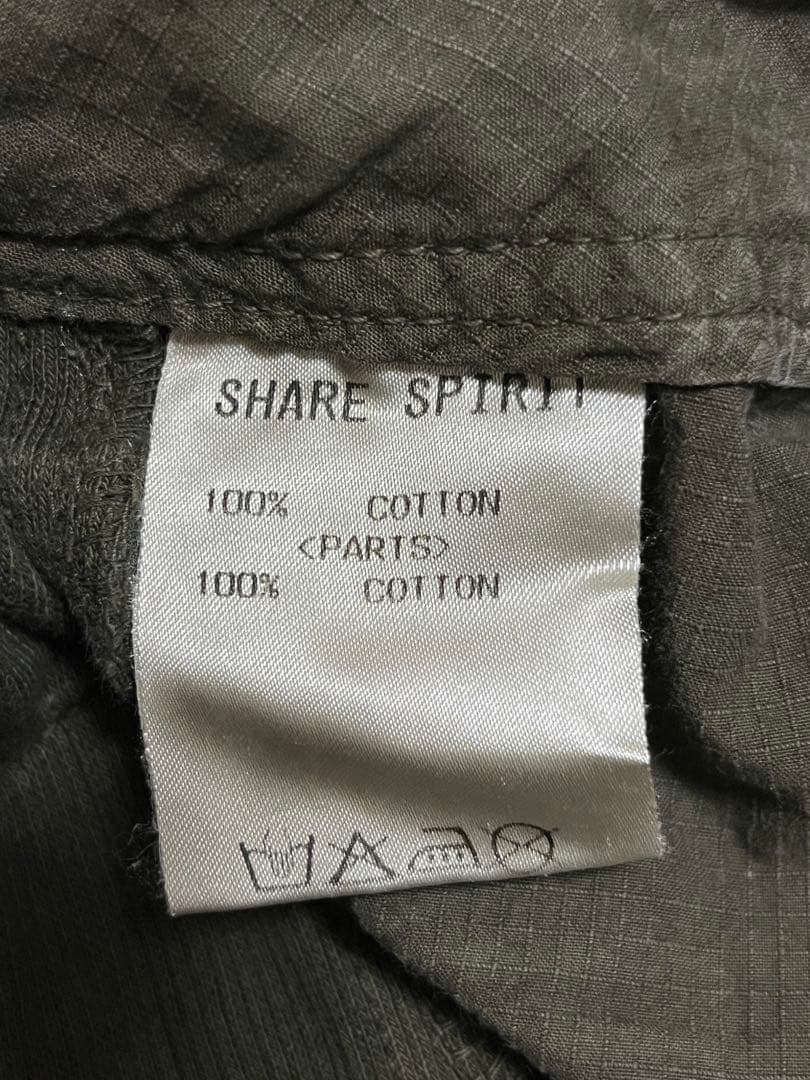 SHARE SPIRIT
100% COTTON
<PARTS>
100% COTTON